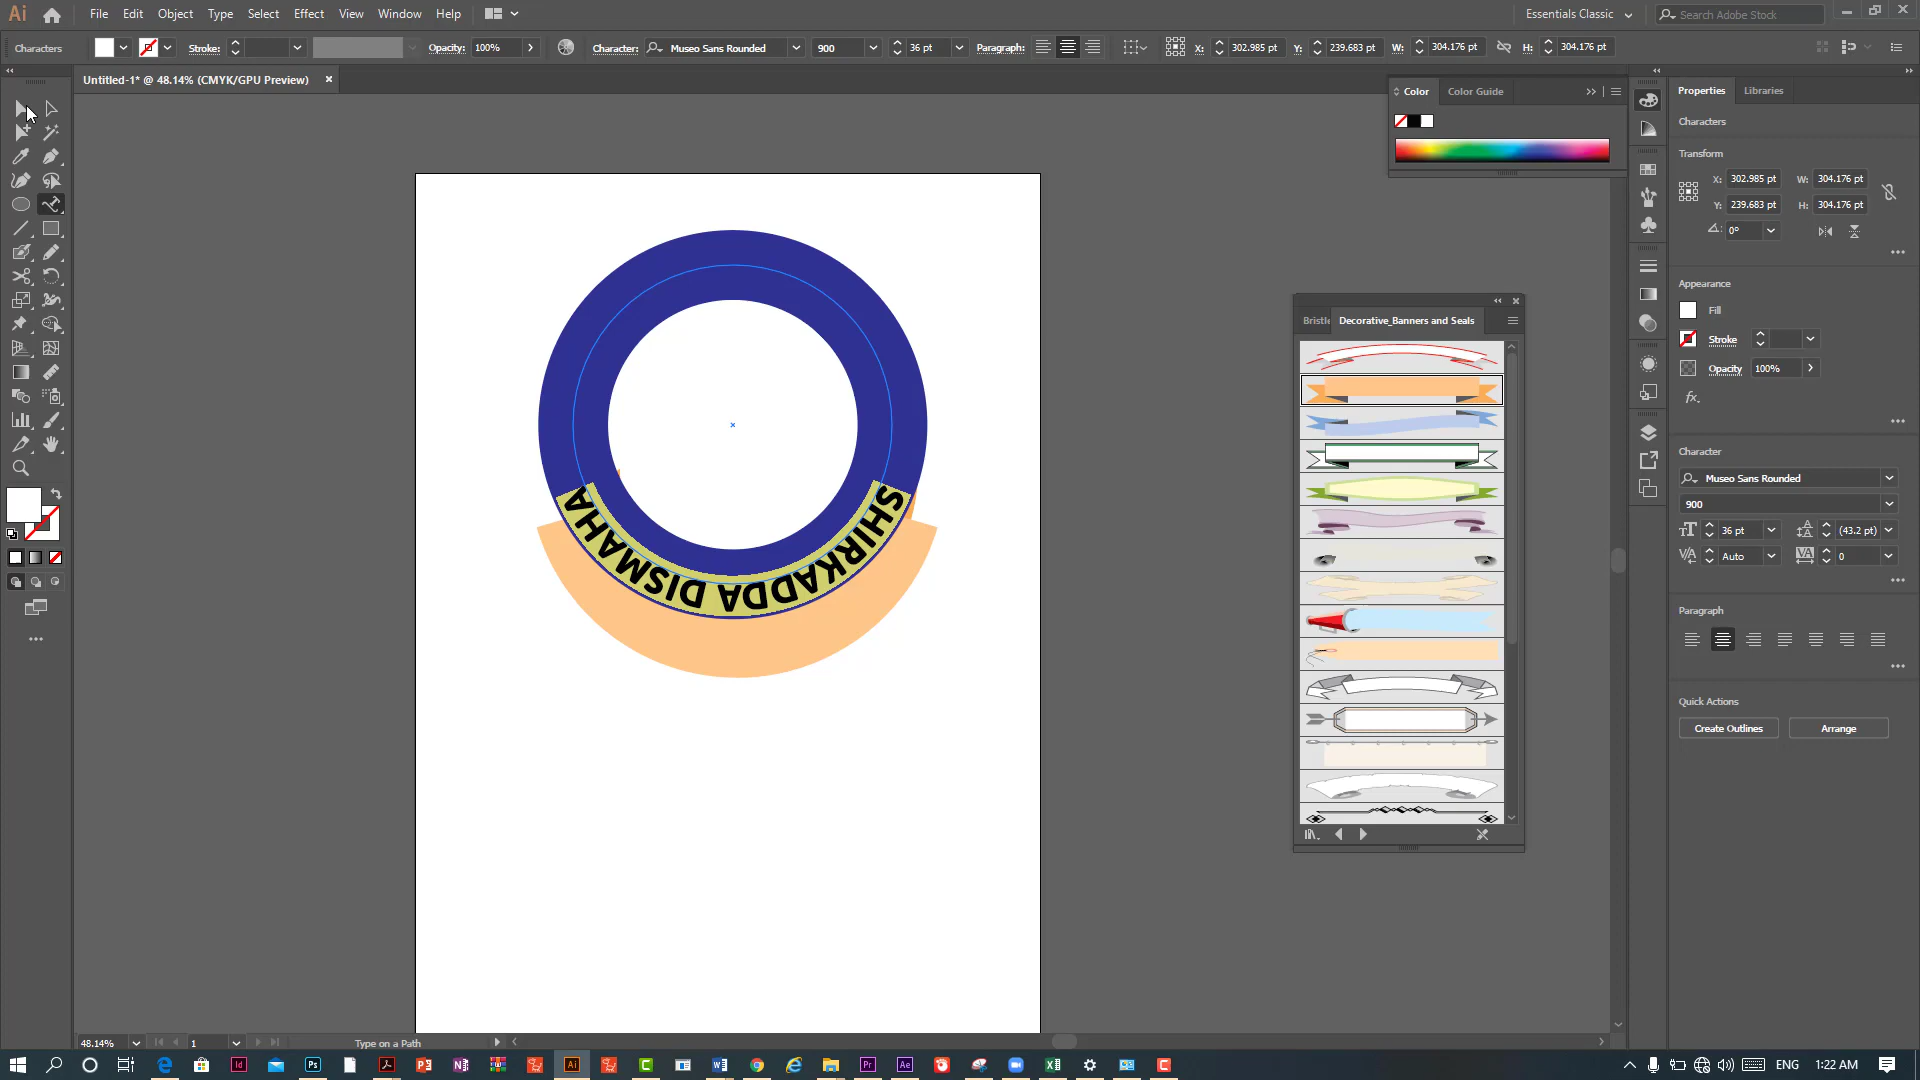 Ai File Edit Object Type Select Effect View Window Help Essentials Classic Search Adobe Stock
Characters Stroke: Opacity: 100% Character: Museo Sans Rounded 900 36 pt Paragraph: X: 302.985 pt Y: 239.683 pt W: 304.176 pt H: 304.176 pt
Untitled-1* @ 48.14% (CMYK/GPU Preview)
Color Color Guide
Properties Libraries
Characters
Transform
X: 302.985 pt W: 304.176 pt
Y: 239.683 pt H: 304.176 pt
0°
Appearance
Fill
Stroke
Opacity 100%
fx.
Bristle Decorative_Banners and Seals
Character
Museo Sans Rounded
900
36 pt (43.2 pt)
Auto 0
Paragraph
Quick Actions
Create Outlines Arrange
SHIRKADDA DISMAHA
48.14% 1 Type on a Path
ENG 1:22 AM